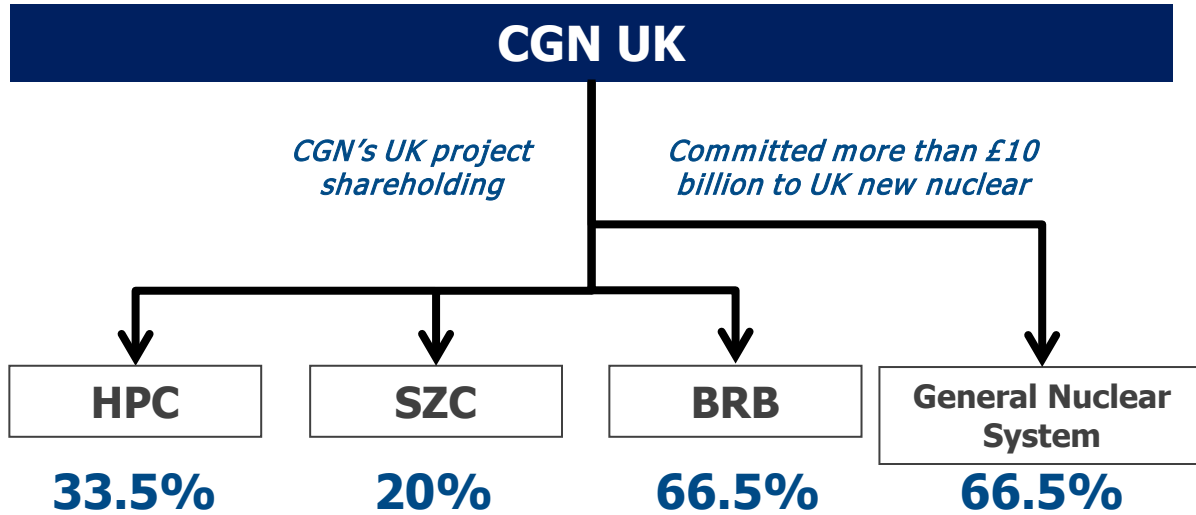 CGN UK
CGN’s UK project
shareholding
Committed more than £10
billion to UK new nuclear
HPC
SZC
BRB
General Nuclear
System
33.5%
20%
66.5%
66.5%